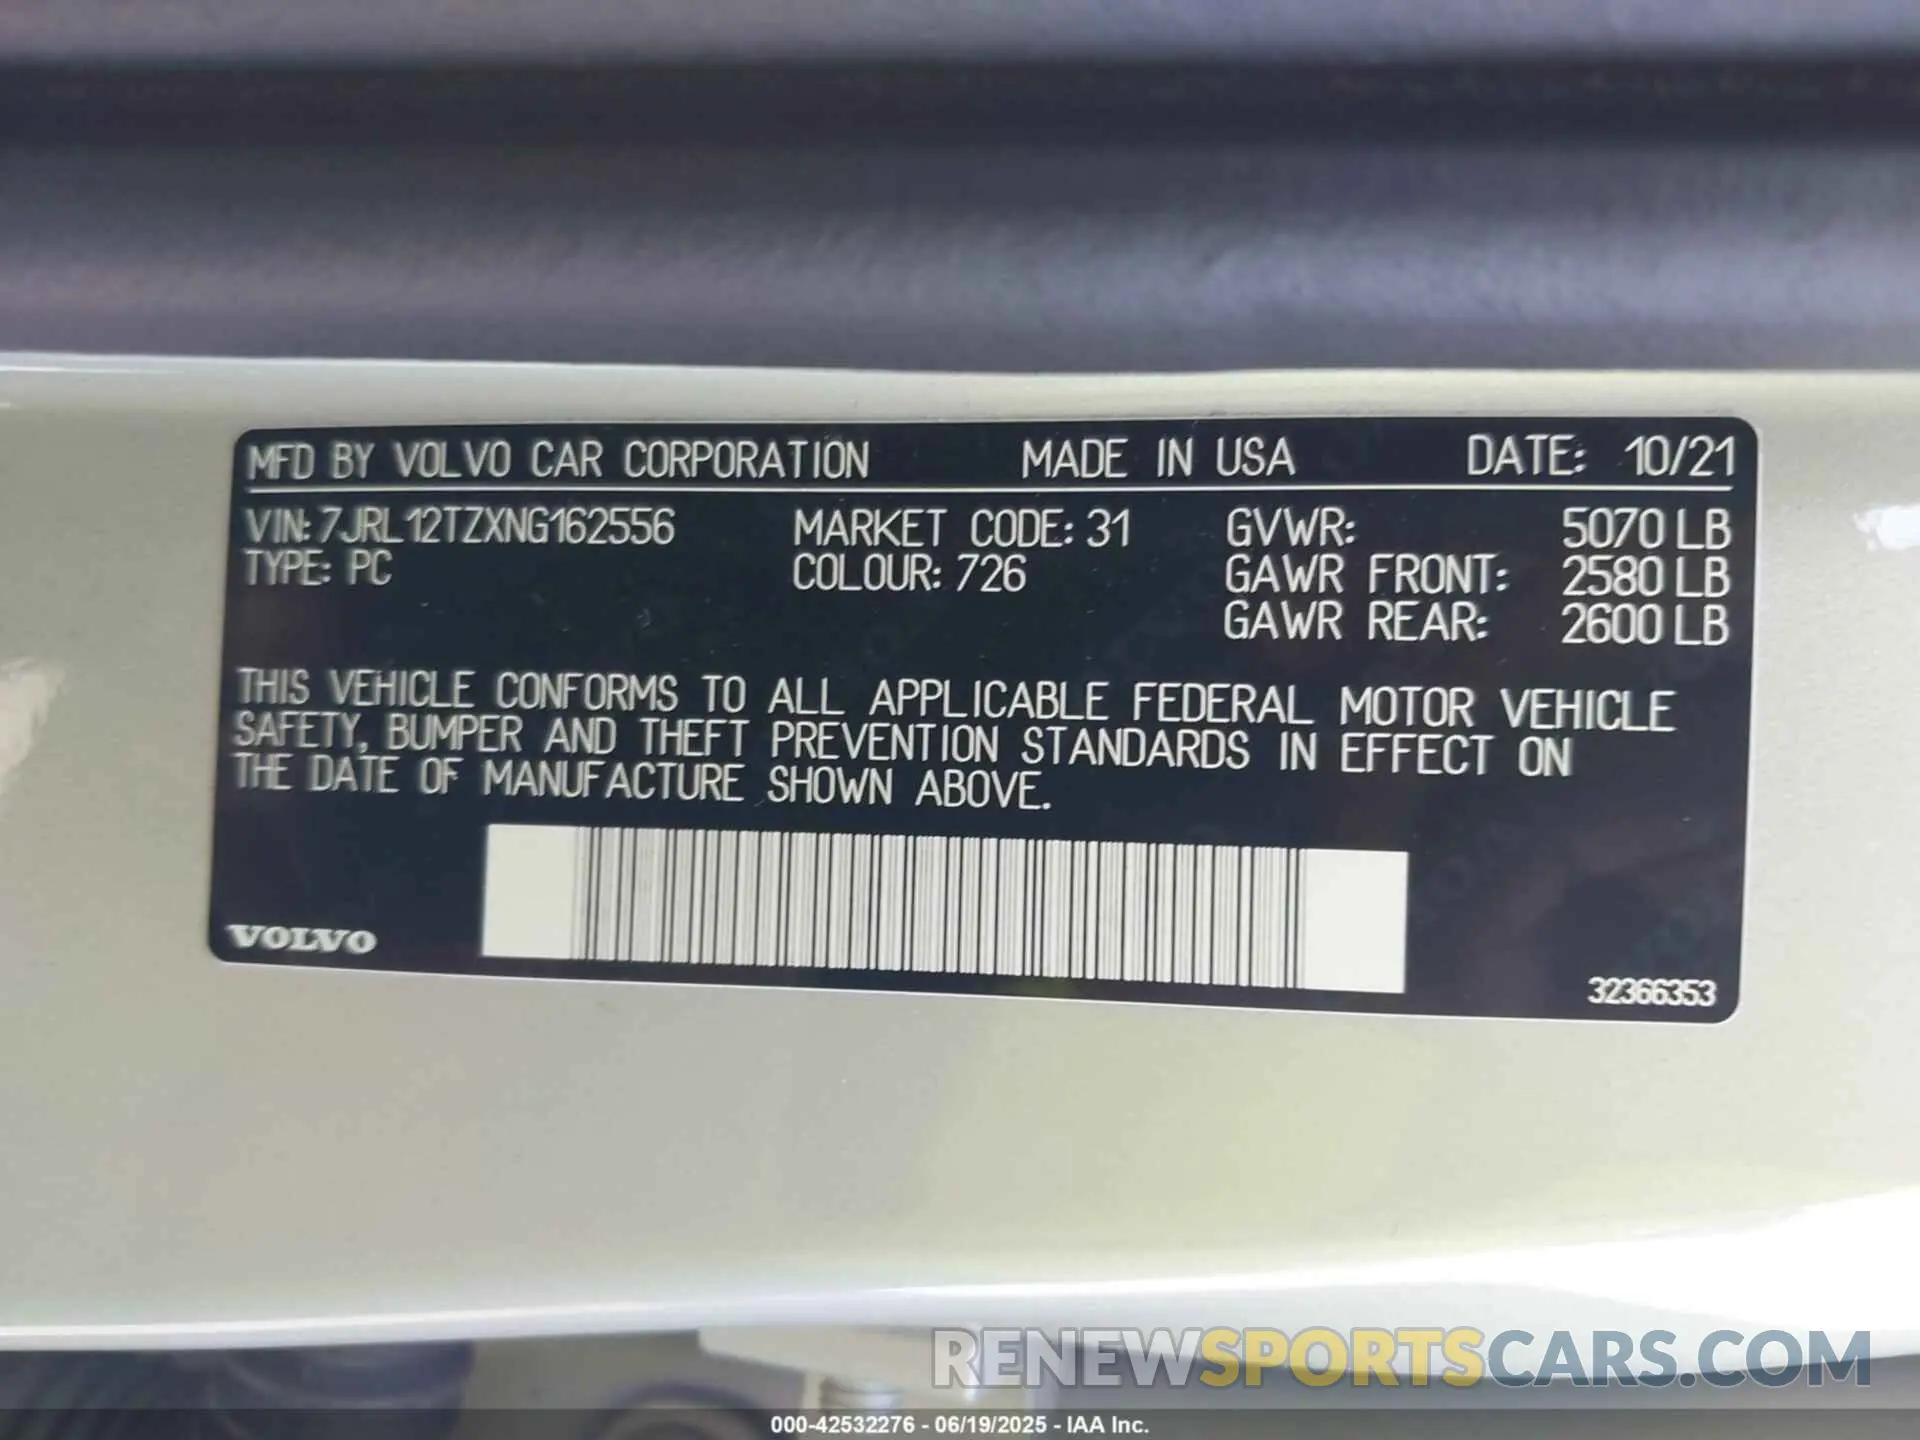 MFD BY VOLVO CAR CORPORATION MADE IN USA DATE: 10/21
VIN: 7JRL12TZXNG162556 MARKET CODE: 31 GVWR: 5070 LB
TYPE: PC COLOUR: 726 GAWR FRONT: 2580 LB
GAWR REAR: 2600 LB
THIS VEHICLE CONFORMS TO ALL APPLICABLE FEDERAL MOTOR VEHICLE
SAFETY, BUMPER AND THEFT PREVENTION STANDARDS IN EFFECT ON
THE DATE OF MANUFACTURE SHOWN ABOVE.
VOLVO
32366353
RENEWSPORTSCARS.COM
000-42532276 - 06/19/2025 - IAA Inc.